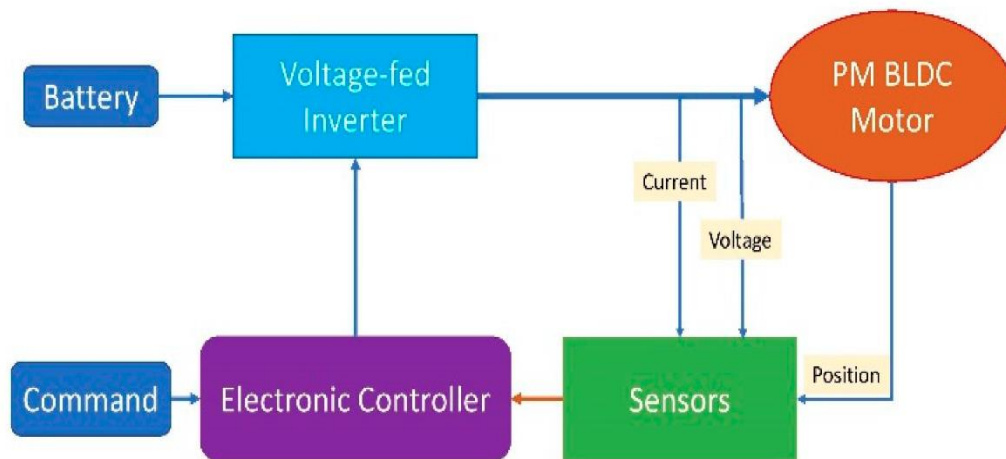 Battery
Voltage-fed
Inverter
PM BLDC
Motor
Current
Voltage
Position
Command
Electronic Controller
Sensors